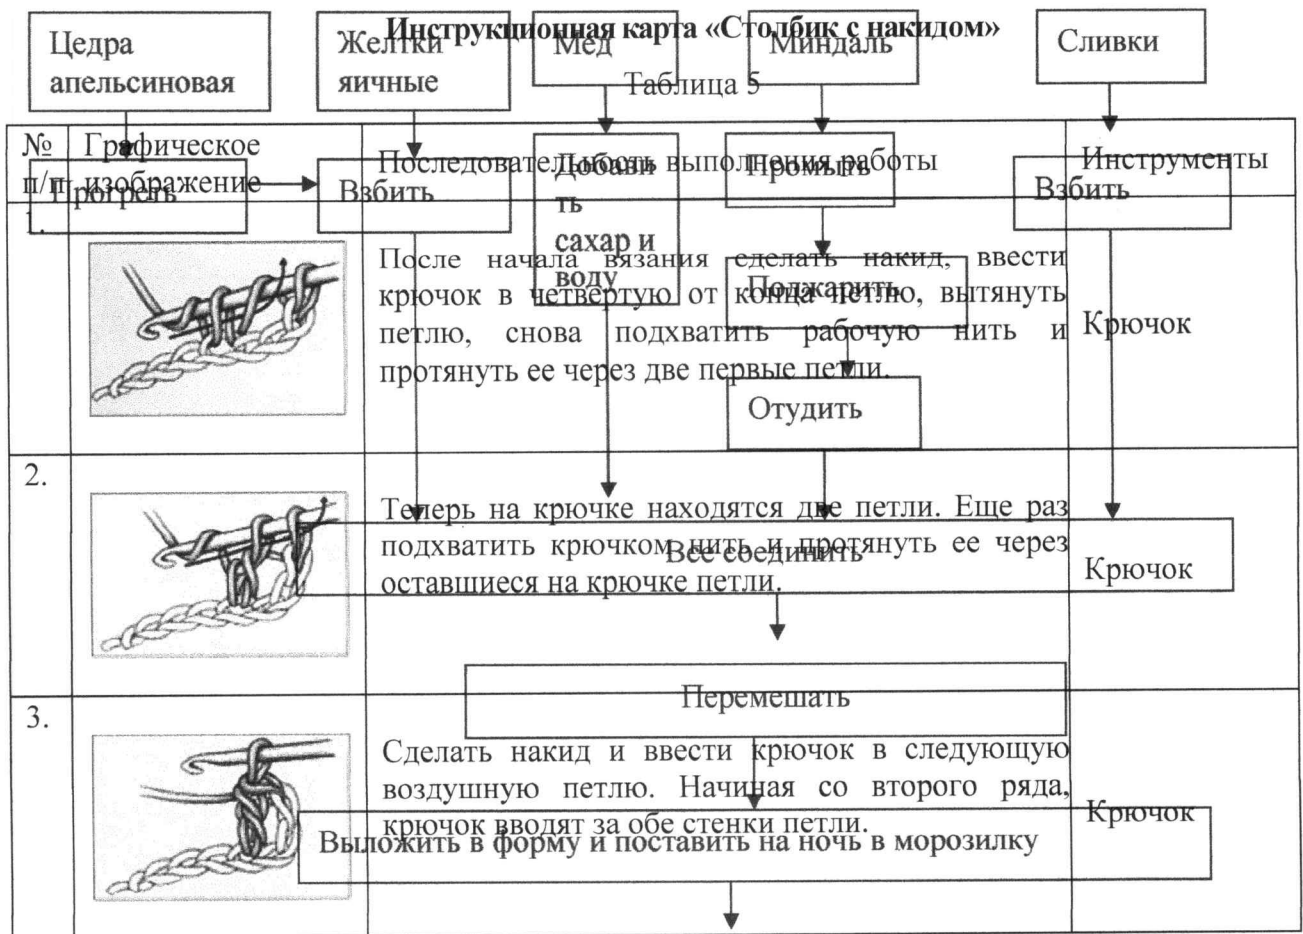 Инструкционная карта «Столбик с накидом»
Таблица 5
№
п/п
Графическое
изображение
Последовательность выполнения работы
Инструменты
1.
После начала вязания сделать накид, ввести
крючок в четвертую от конца петлю, вытянуть
петлю, снова подхватить рабочую нить и
протянуть ее через две первые петли.
Крючок
2.
Теперь на крючке находятся две петли. Еще раз
подхватить крючком нить и протянуть ее через
оставшиеся на крючке петли.
Крючок
3.
Сделать накид и ввести крючок в следующую
воздушную петлю. Начиная со второго ряда,
крючок вводят за обе стенки петли.
Крючок
Цедра
апельсиновая
Желтки
яичные
Мед
Миндаль
Сливки
Прогреть
Взбить
Добави
ть
сахар и
воду
Промыть
Взбить
Поджарить
Отудить
Все соединить
Перемешать
Выложить в форму и поставить на ночь в морозилку